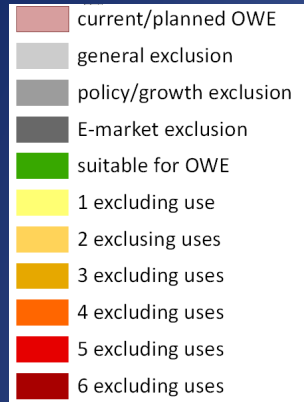 current/planned OWE
general exclusion
policy/growth exclusion
E-market exclusion
suitable for OWE
1 excluding use
2 exclusing uses
3 excluding uses
4 excluding uses
5 excluding uses
6 excluding uses